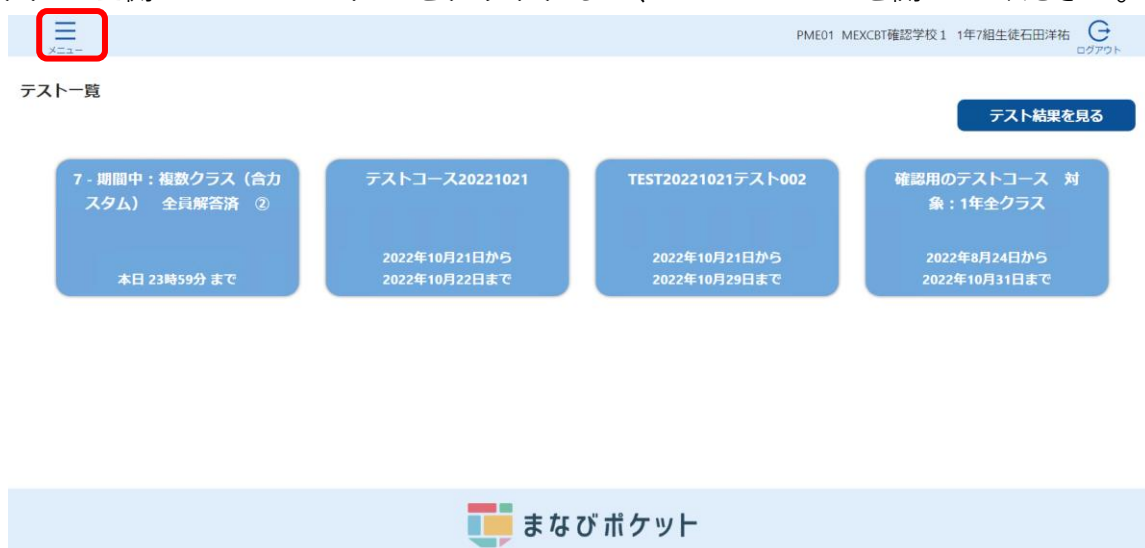 メニュー
PME01 MEXCBT確認学校1 1年7組生徒石田洋祐
ログアウト
テスト一覧
テスト結果を見る
7 - 期間中：複数クラス（合力
スタム） 全員解答済 ②
本日 23時59分 まで
テストコース20221021
2022年10月21日から
2022年10月22日まで
TEST20221021テスト002
2022年10月21日から
2022年10月29日まで
確認用のテストコース 対
象：1年全クラス
2022年8月24日から
2022年10月31日まで
まなびポケット